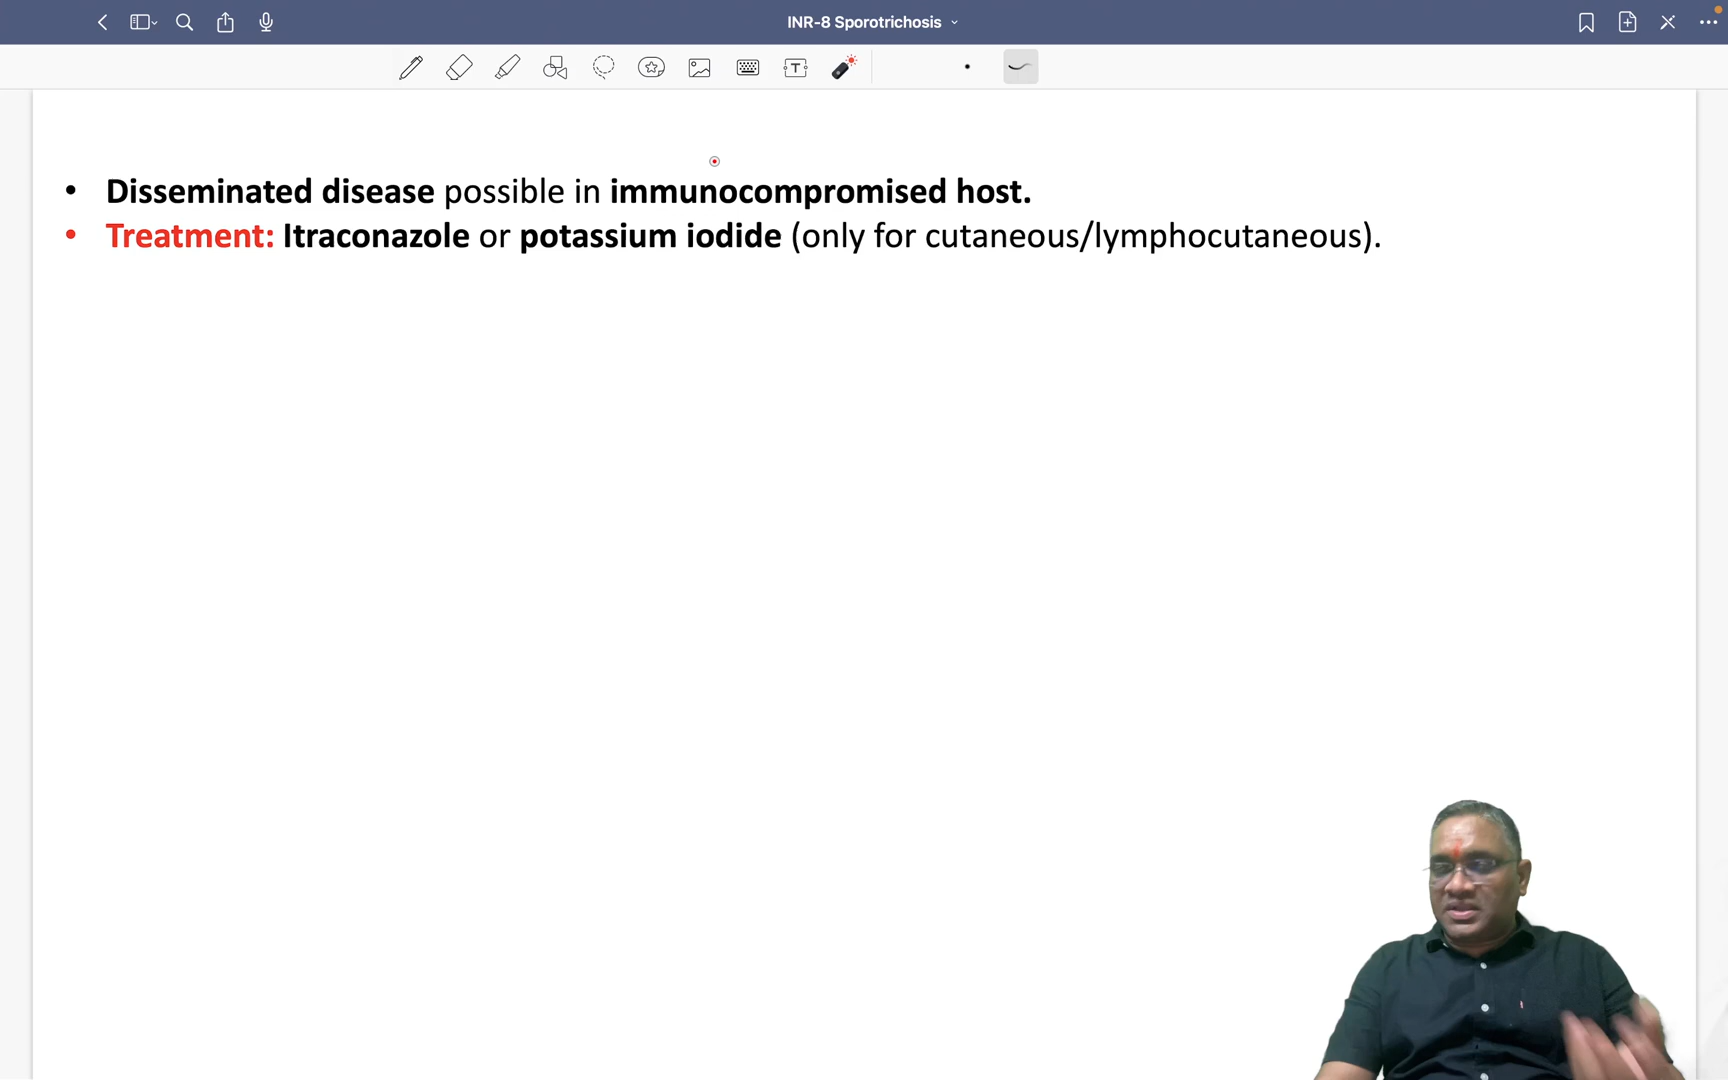 INR-8 Sporotrichosis
• Disseminated disease possible in immunocompromised host.
• Treatment: Itraconazole or potassium iodide (only for cutaneous/lymphocutaneous).